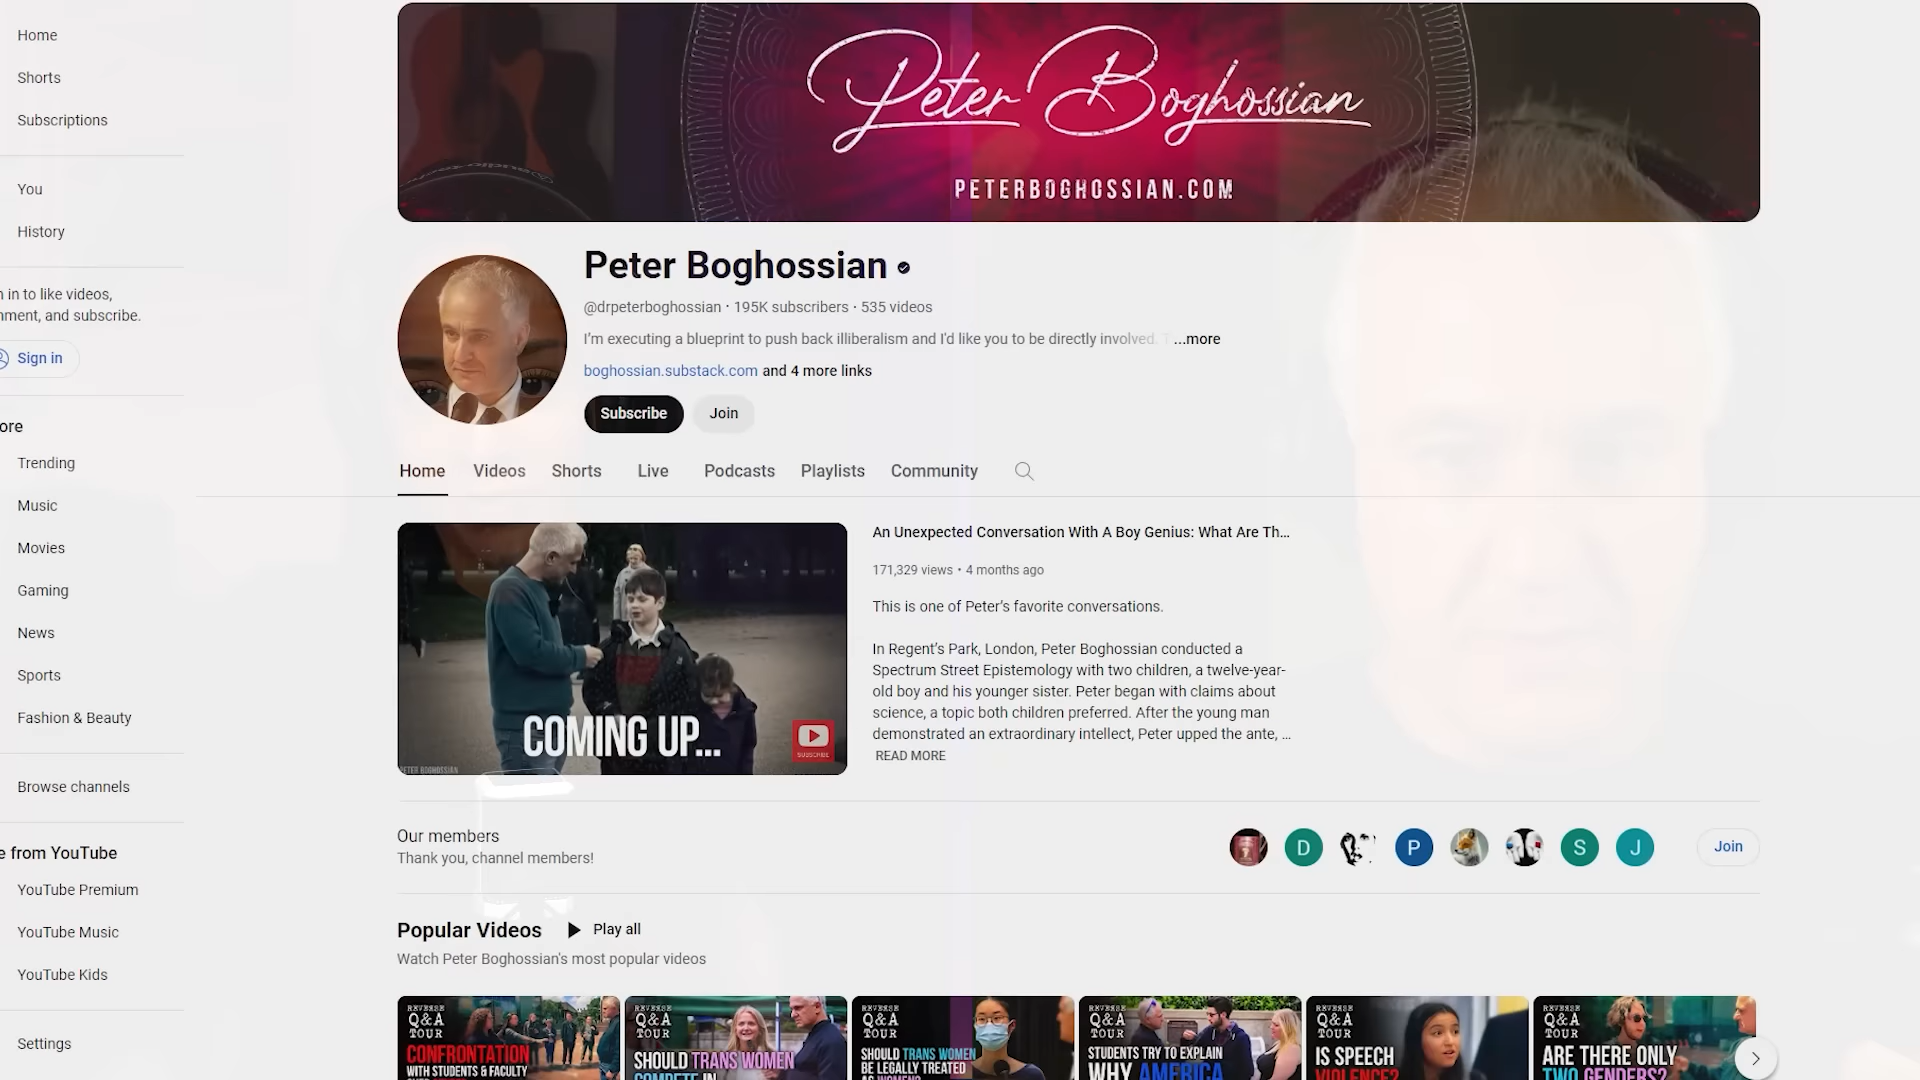 Home
Shorts
Subscriptions
You
History
in to like videos,
ment, and subscribe.
Sign in
ore
Trending
Music
Movies
Gaming
News
Sports
Fashion & Beauty
Browse channels
e from YouTube
YouTube Premium
YouTube Music
YouTube Kids
Settings
Peter Boghossian
PETERBOGHOSSIAN.COM
Peter Boghossian
@drpeterboghossian · 195K subscribers · 535 videos
I'm executing a blueprint to push back illiberalism and I'd like you to be directly involved. T ...more
boghossian.substack.com and 4 more links
Subscribe Join
Home Videos Shorts Live Podcasts Playlists Community
COMING UP...
SUBSCRIBE
PETER BOGHOSSIAN
An Unexpected Conversation With A Boy Genius: What Are Th...
171,329 views • 4 months ago
This is one of Peter's favorite conversations.
In Regent's Park, London, Peter Boghossian conducted a
Spectrum Street Epistemology with two children, a twelve-year-
old boy and his younger sister. Peter began with claims about
science, a topic both children preferred. After the young man
demonstrated an extraordinary intellect, Peter upped the ante, ...
READ MORE
Our members
Thank you, channel members!
D P S J
Join
Popular Videos Play all
Watch Peter Boghossian's most popular videos
REVERSE
Q&A
TOUR
CONFRONTATION
WITH STUDENTS & FACULTY
REVERSE
Q&A
TOUR
SHOULD TRANS WOMEN
COMPETE IN
REVERSE
Q&A
TOUR
SHOULD TRANS WOMEN
BE LEGALLY TREATED
AS WOMEN?
REVERSE
Q&A
TOUR
STUDENTS TRY TO EXPLAIN
WHY AMERICA
REVERSE
Q&A
TOUR
IS SPEECH
VIOLENCE?
REVERSE
Q&A
TOUR
ARE THERE ONLY
TWO GENDERS?